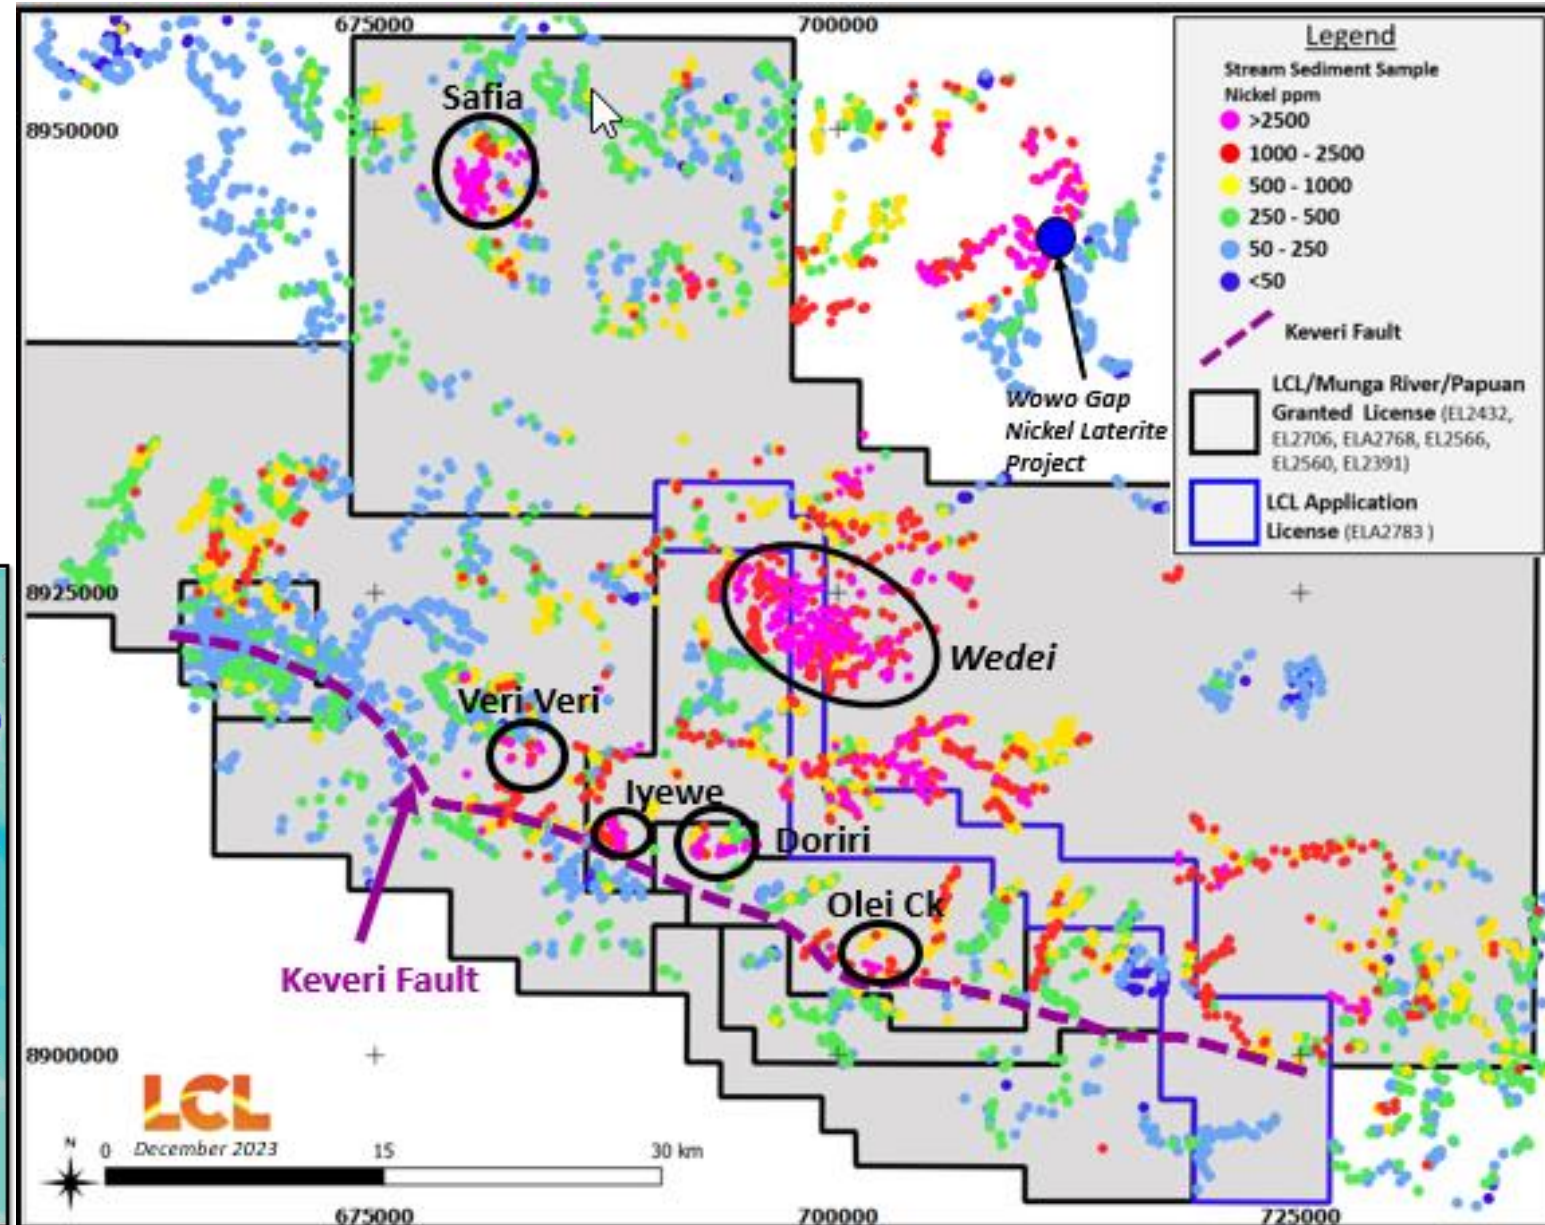 675000
700000
Legend
Stream Sediment Sample
Nickel ppm
>2500
1000 - 2500
500 - 1000
250 - 500
50 - 250
<50
Keveri Fault
LCL/Munga River/Papuan
Granted License (EL2432,
EL2706, ELA2768, EL2566,
EL2560, EL2391)
LCL Application
License (ELA2783 )
Safia
8950000
Wowo Gap
Nickel Laterite
Project
8925000
Wedei
Veri Veri
Iyewe
Doriri
Olei Ck
Keveri Fault
8900000
LCL
December 2023
N
0
15
30 km
675000
700000
725000